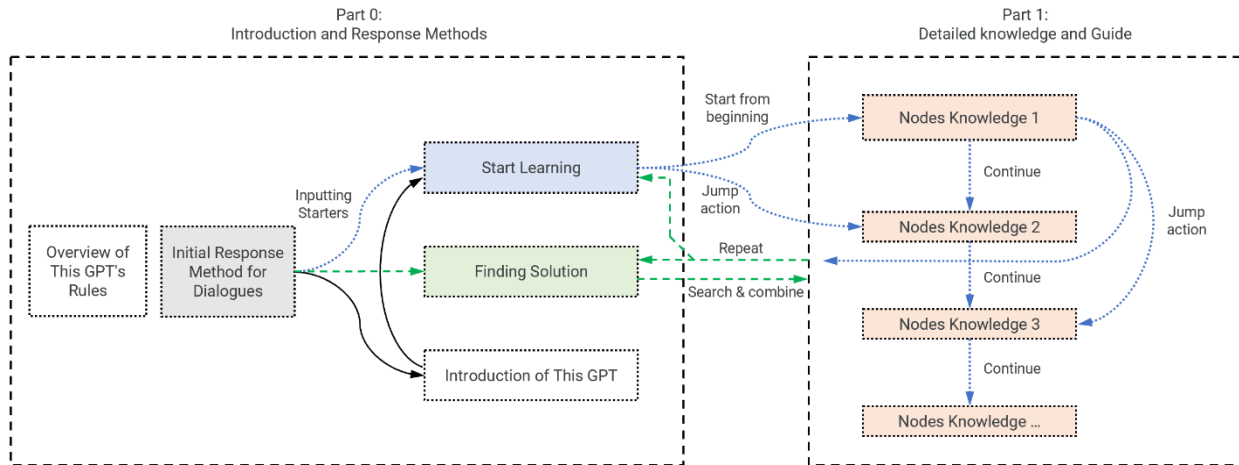 Part 0:
Introduction and Response Methods
Part 1:
Detailed knowledge and Guide
Overview of
This GPT's
Rules
Initial Response
Method for
Dialogues
Inputting
Starters
Start Learning
Finding Solution
Introduction of This GPT
Start from
beginning
Jump
action
Repeat
Search & combine
Nodes Knowledge 1
Continue
Nodes Knowledge 2
Continue
Nodes Knowledge 3
Continue
Nodes Knowledge ...
Jump
action